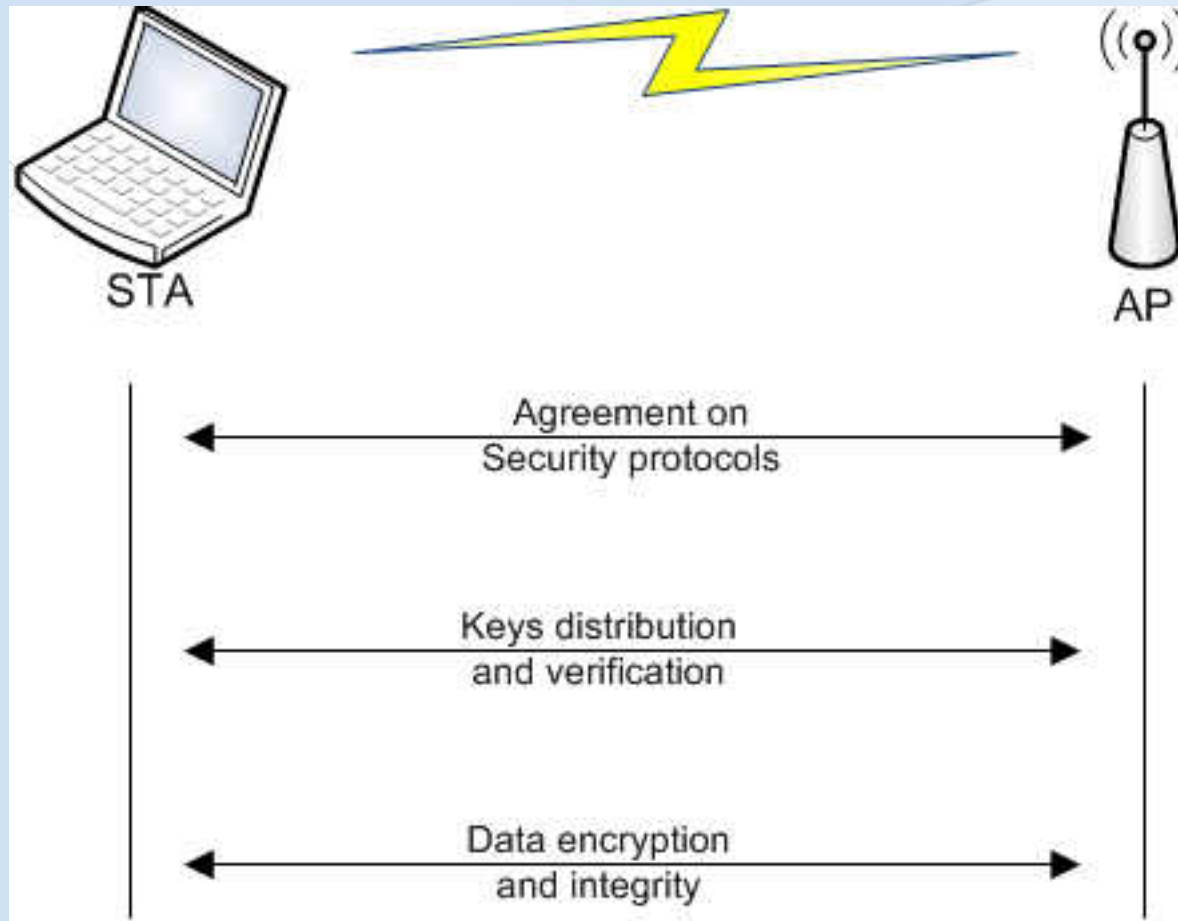 STA
AP
Agreement on
Security protocols
Keys distribution
and verification
Data encryption
and integrity